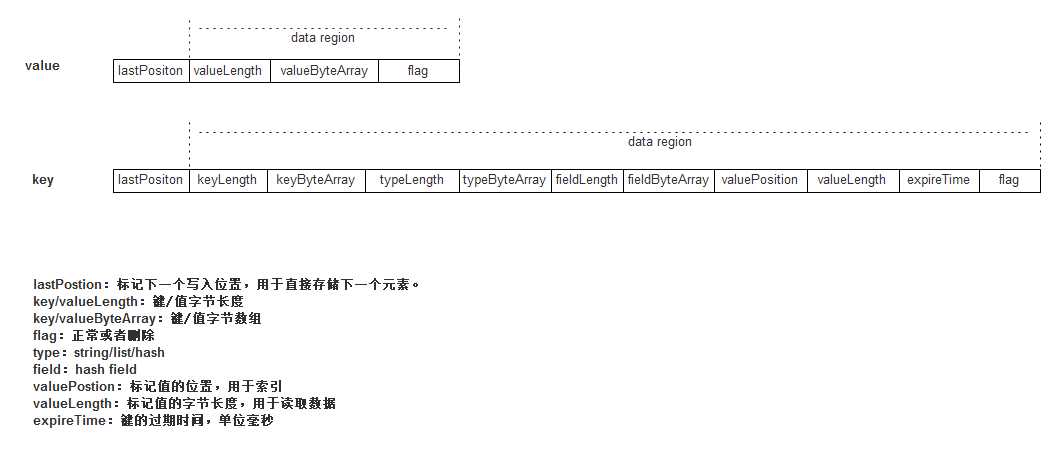 data region
value
lastPositon valueLength valueByteArray flag
data region
key
lastPositon keyLength keyByteArray typeLength typeByteArray fieldLength fieldByteArray valuePosition valueLength expireTime flag
lastPostion：标记下一个写入位置，用于直接存储下一个元素。
key/valueLength：键/值字节长度
key/valueByteArray：键/值字节数组
flag：正常或者删除
type：string/list/hash
field：hash field
valuePostion：标记值的位置，用于索引
valueLength：标记值的字节长度，用于读取数据
expireTime：键的过期时间，单位毫秒